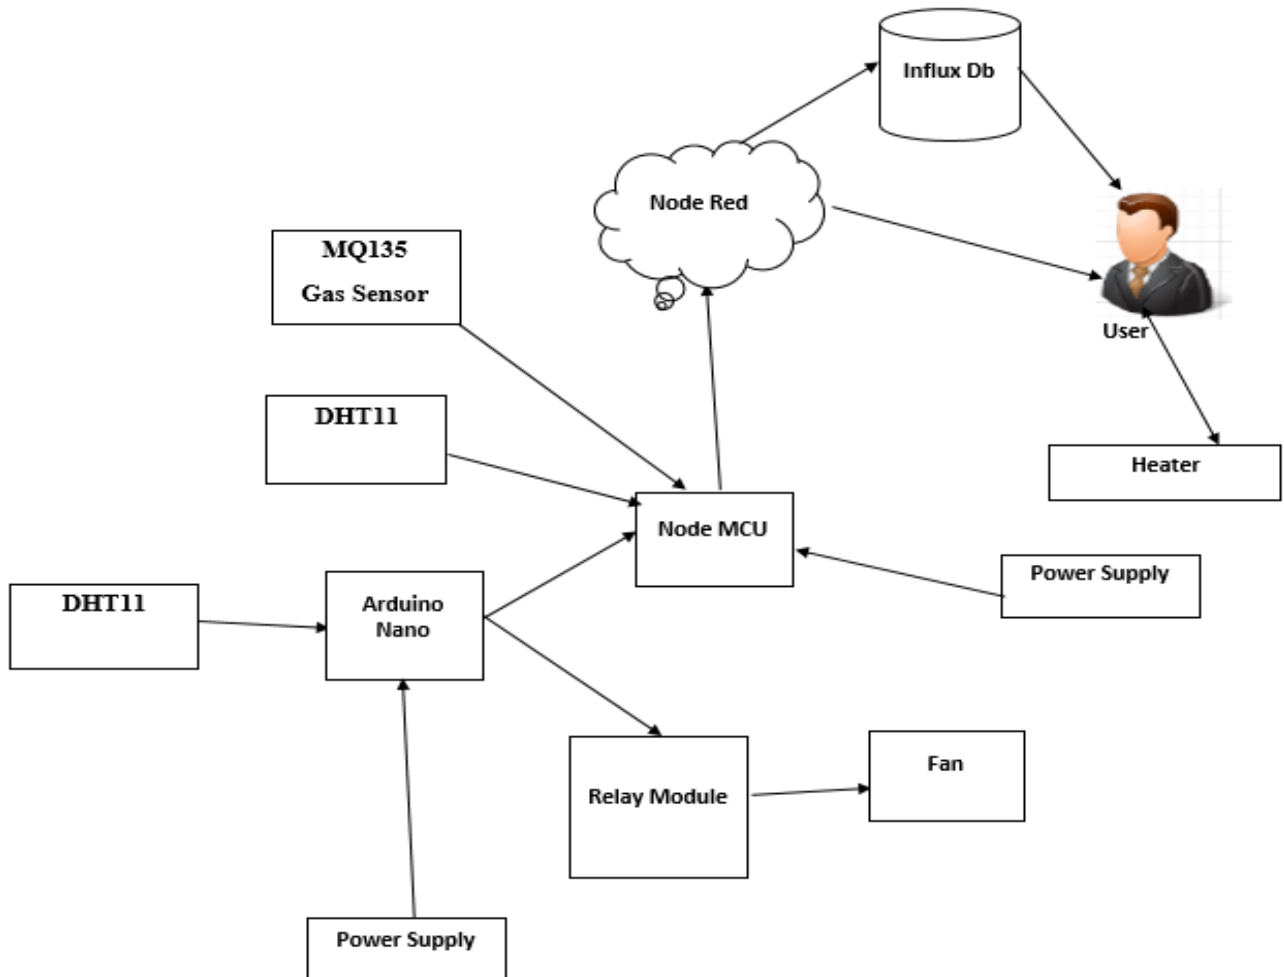 Influx Db
Node Red
MQ135
Gas Sensor
User
DHT11
Heater
Node MCU
Power Supply
DHT11
Arduino
Nano
Relay Module
Fan
Power Supply